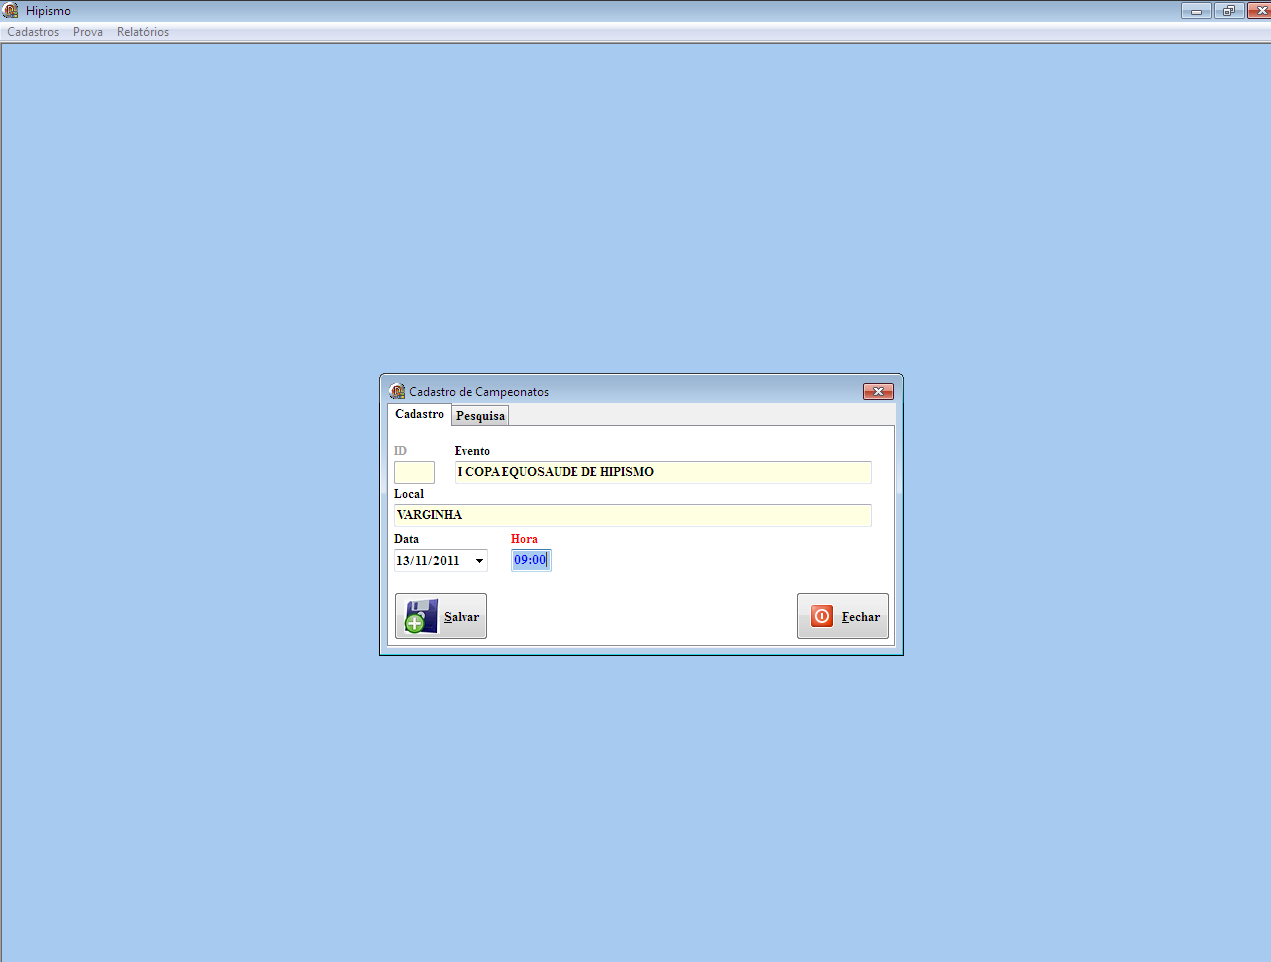 Hipismo
Cadastros Prova Relatórios
Cadastro de Campeonatos
Cadastro Pesquisa
ID Evento
I COPA EQUOSAUDE DE HIPISMO
Local
VARGINHA
Data Hora
13/11/2011 09:00
Salvar Fechar